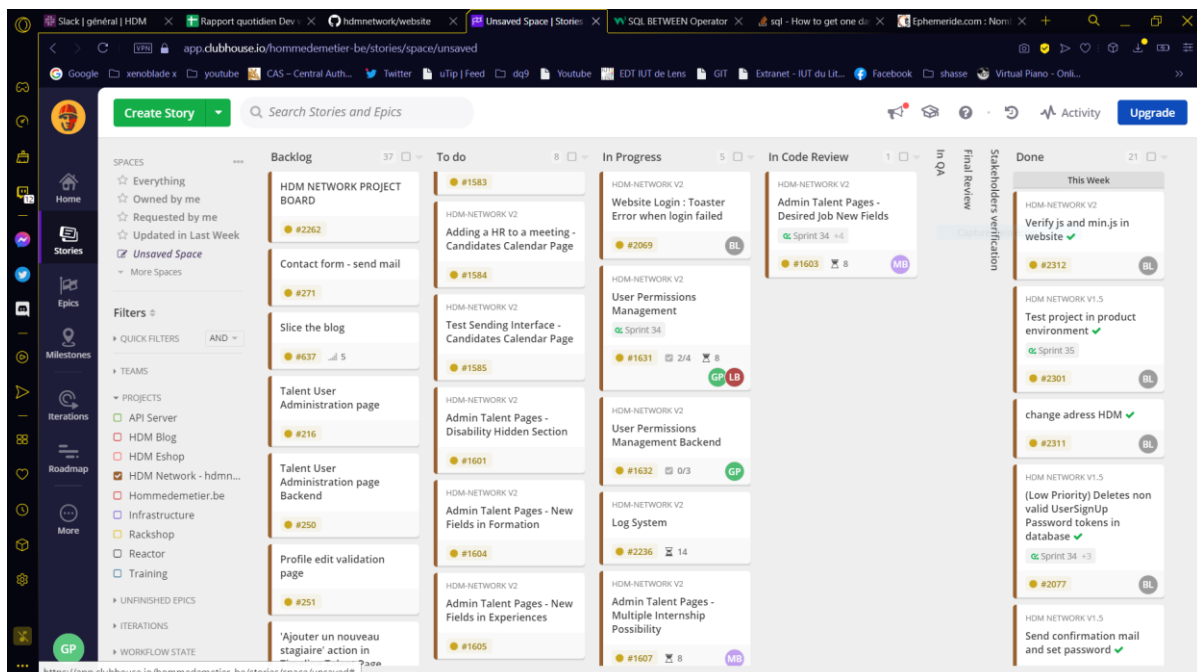 Slack | général | HDM
Rapport quotidien Dev
hdmnetwork/website
Unsaved Space | Stories
SQL BETWEEN Operator
sql - How to get one da
Ephemeride.com : Nom
VPN
app.clubhouse.io/hommedemetier-be/stories/space/unsaved
Google
xenoblade x
youtube
CAS – Central Auth...
Twitter
uTip | Feed
dq9
Youtube
EDT IUT de Lens
GIT
Extranet - IUT du Lit...
Facebook
shasse
Virtual Piano - Onli...
Create Story
Search Stories and Epics
Activity
Upgrade
12
Home
Stories
Epics
Milestones
Iterations
Roadmap
More
GP
SPACES
Everything
Owned by me
Requested by me
Updated in Last Week
Unsaved Space
More Spaces
Filters
QUICK FILTERS
AND
TEAMS
PROJECTS
API Server
HDM Blog
HDM Eshop
HDM Network - hdmn...
Hommedemetier.be
Infrastructure
Rackshop
Reactor
Training
UNFINISHED EPICS
ITERATIONS
WORKFLOW STATE
Backlog
37
HDM NETWORK PROJECT
BOARD
#2262
Contact form - send mail
#271
Slice the blog
#637 5
Talent User
Administration page
#216
Talent User
Administration page
Backend
#250
Profile edit validation
page
#251
'Ajouter un nouveau
stagiaire' action in
To do
8
#1583
HDM-NETWORK V2
Adding a HR to a meeting -
Candidates Calendar Page
#1584
HDM-NETWORK V2
Test Sending Interface -
Candidates Calendar Page
#1585
HDM-NETWORK V2
Admin Talent Pages -
Disability Hidden Section
#1601
HDM-NETWORK V2
Admin Talent Pages - New
Fields in Formation
#1604
HDM-NETWORK V2
Admin Talent Pages - New
Fields in Experiences
#1605
In Progress
5
HDM-NETWORK V2
Website Login : Toaster
Error when login failed
#2069
BL
HDM-NETWORK V2
User Permissions
Management
Sprint 34
#1631 2/4 8
GP LB
HDM-NETWORK V2
User Permissions
Management Backend
#1632 0/3
GP
HDM-NETWORK V2
Log System
#2236 14
HDM-NETWORK V2
Admin Talent Pages -
Multiple Internship
Possibility
#1607 8
MB
In Code Review
1
HDM-NETWORK V2
Admin Talent Pages -
Desired Job New Fields
Sprint 34 +4
#1603 8
MB
In QA
Final Review
Stakeholders verification
Done
21
This Week
HDM-NETWORK V2
Verify js and min.js in
website
#2312
BL
HDM NETWORK V1.5
Test project in product
environment
Sprint 35
#2301
BL
change adress HDM
#2311
BL
HDM NETWORK V1.5
(Low Priority) Deletes non
valid UserSignUp
Password tokens in
database
Sprint 34 +3
#2077
BL
HDM NETWORK V1.5
Send confirmation mail
and set password